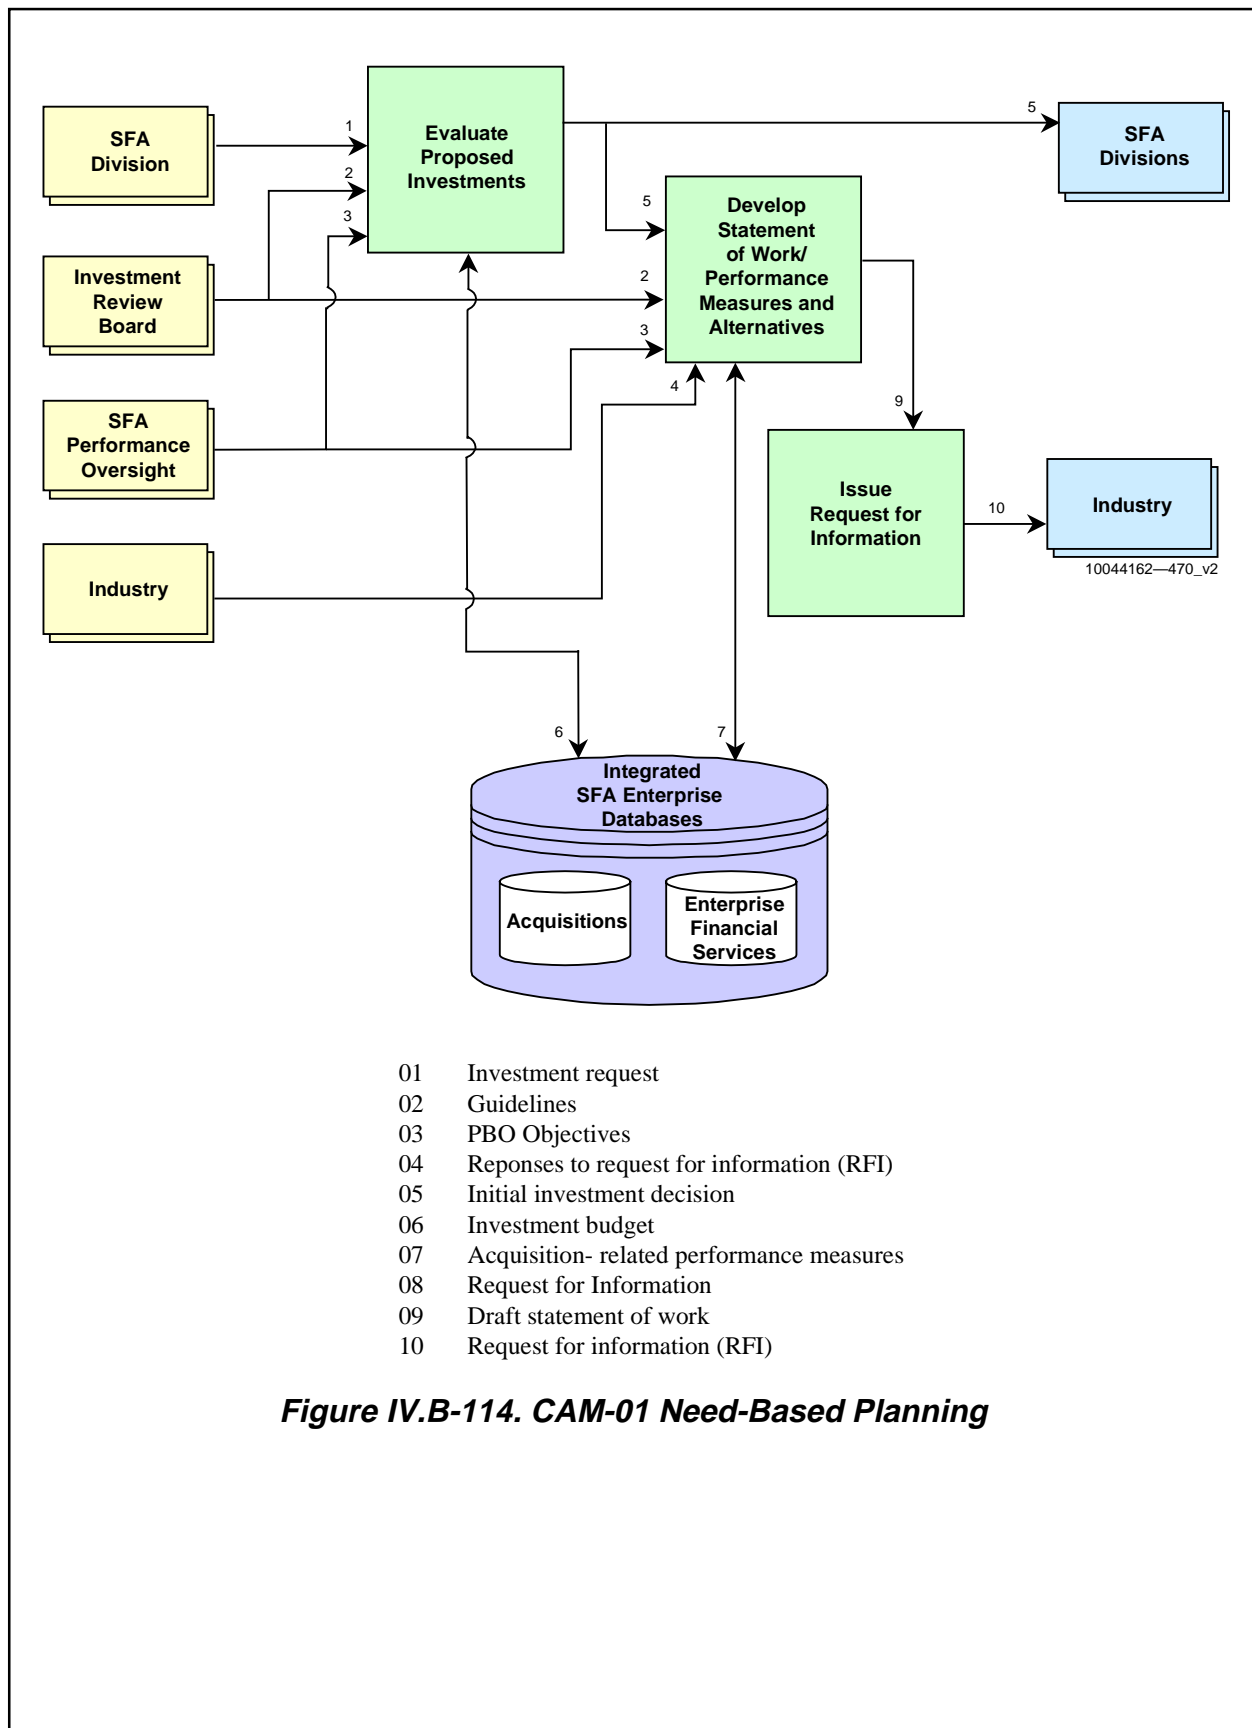 SFA
Division
1
Evaluate
Proposed
Investments
5
SFA
Divisions
2
3
Investment
Review
Board
5
2
3
4
Develop
Statement
of Work/
Performance
Measures and
Alternatives
SFA
Performance
Oversight
9
Issue
Request for
Information
10
Industry
10044162—470_v2
Industry
6
7
Integrated
SFA Enterprise
Databases
Acquisitions
Enterprise
Financial
Services
01 Investment request
02 Guidelines
03 PBO Objectives
04 Reponses to request for information (RFI)
05 Initial investment decision
06 Investment budget
07 Acquisition- related performance measures
08 Request for Information
09 Draft statement of work
10 Request for information (RFI)
Figure IV.B-114. CAM-01 Need-Based Planning